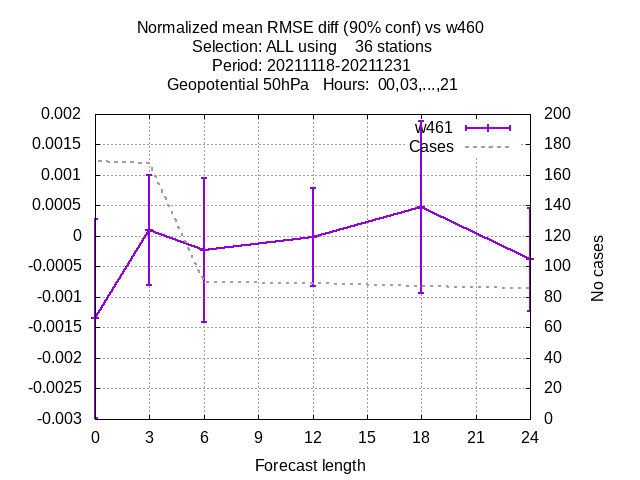 Normalized mean RMSE diff (90% conf) vs w460
Selection: ALL using    36 stations
Period: 20211118-20211231
Geopotential 50hPa   Hours:  00,03,...,21
0.002
0.0015
0.001
0.0005
0
-0.0005
-0.001
-0.0015
-0.002
-0.0025
-0.003
w461
Cases
200
180
160
140
120
100
80
60
40
20
0
No cases
0 3 6 9 12 15 18 21 24
Forecast length